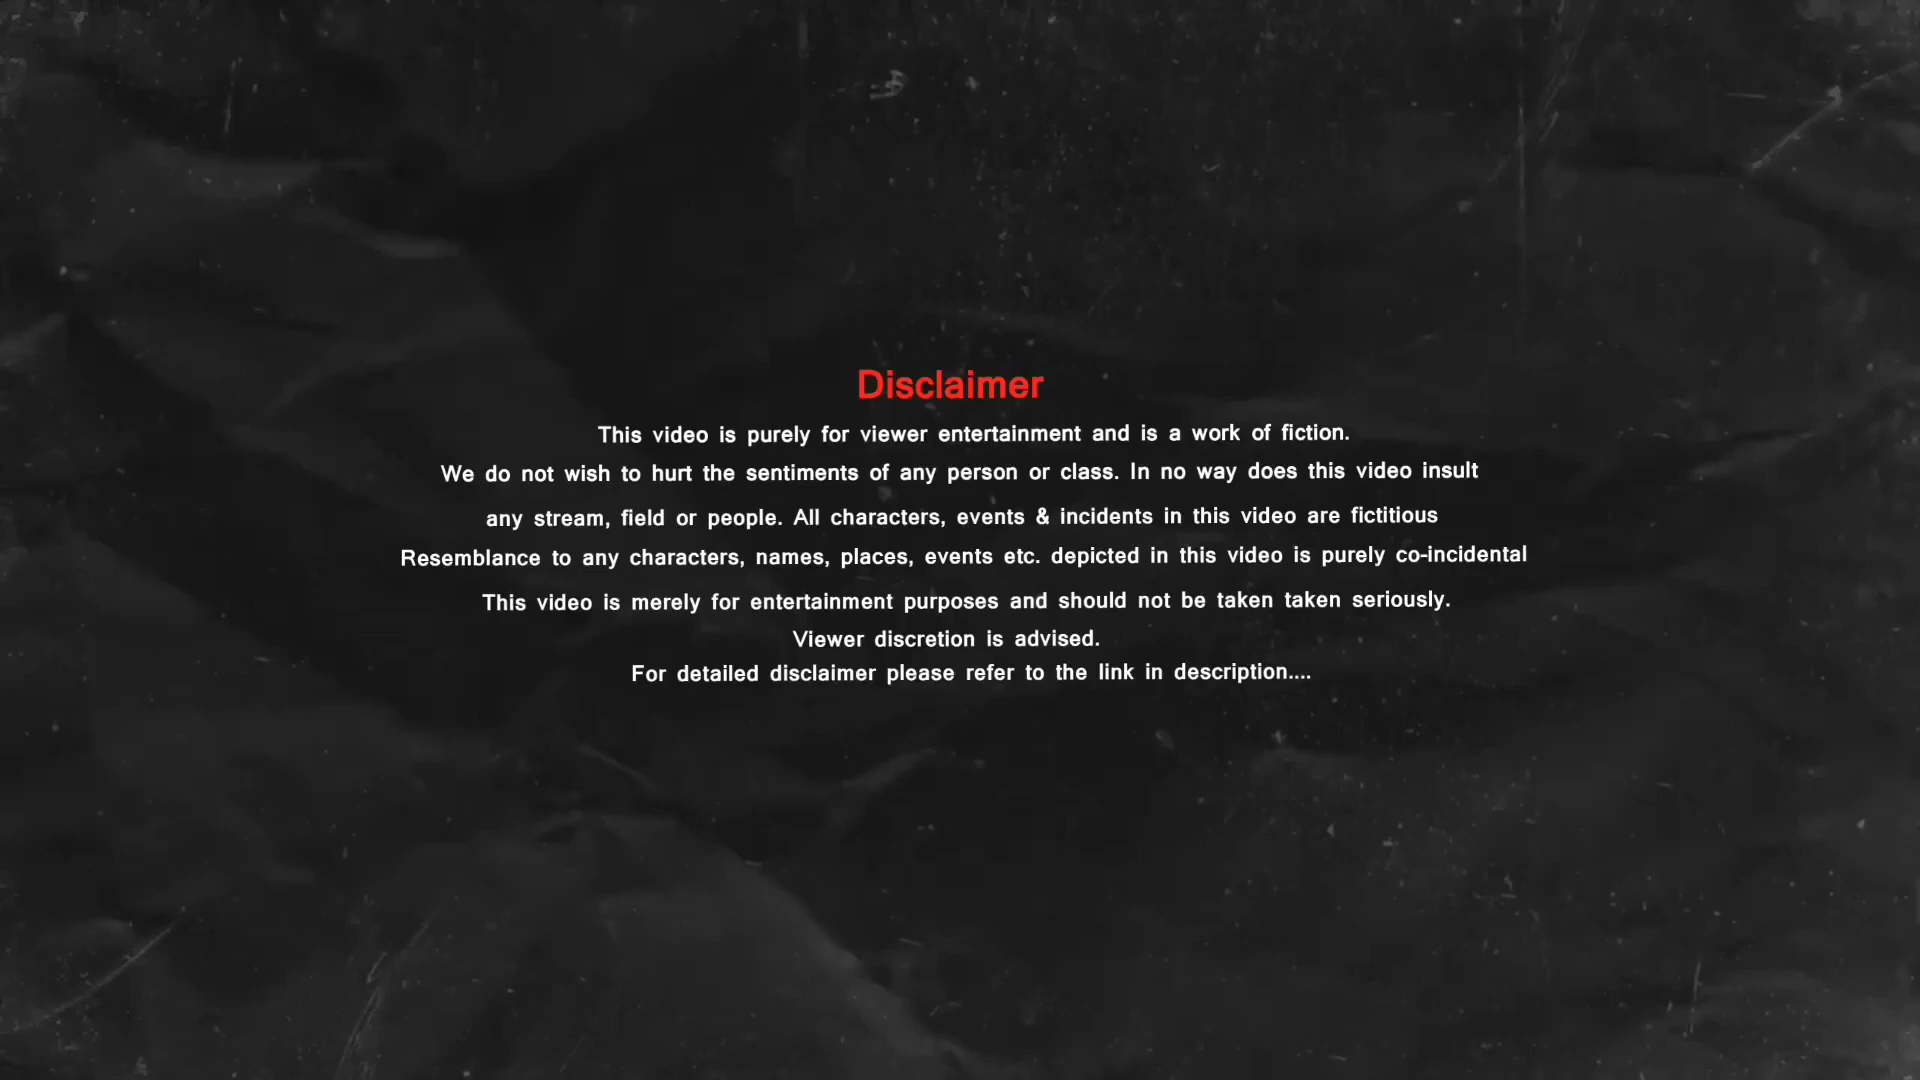 Disclaimer
This video is purely for viewer entertainment and is a work of fiction.
We do not wish to hurt the sentiments of any person or class. In no way does this video insult
any stream, field or people. All characters, events & incidents in this video are fictitious
Resemblance to any characters, names, places, events etc. depicted in this video is purely co-incidental
This video is merely for entertainment purposes and should not be taken taken seriously.
Viewer discretion is advised.
For detailed disclaimer please refer to the link in description....